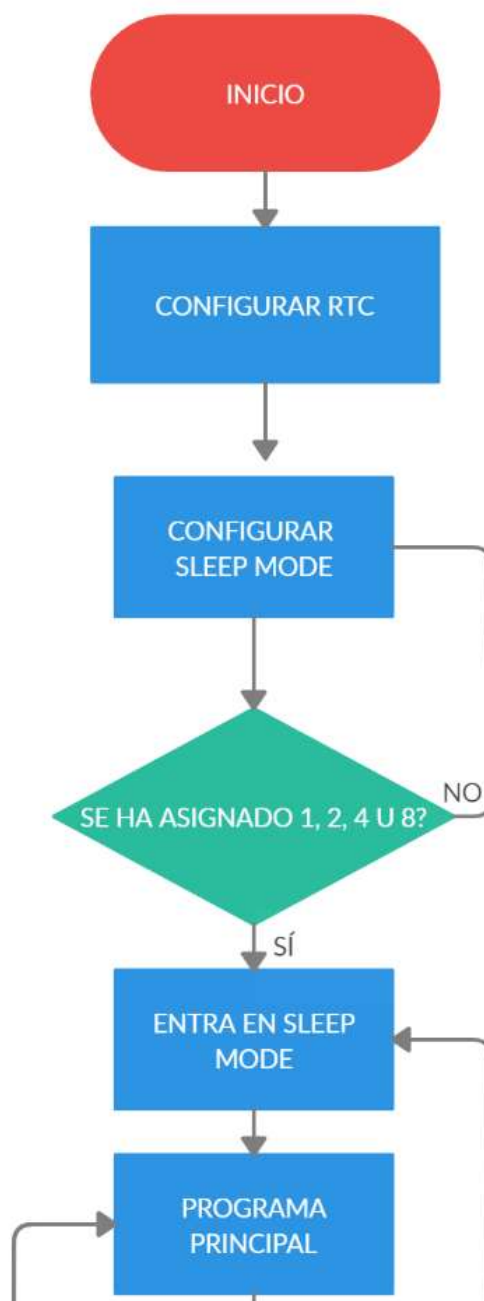 INICIO
CONFIGURAR RTC
CONFIGURAR
SLEEP MODE
SE HA ASIGNADO 1, 2, 4 U 8?
NO
SÍ
ENTRA EN SLEEP
MODE
PROGRAMA
PRINCIPAL